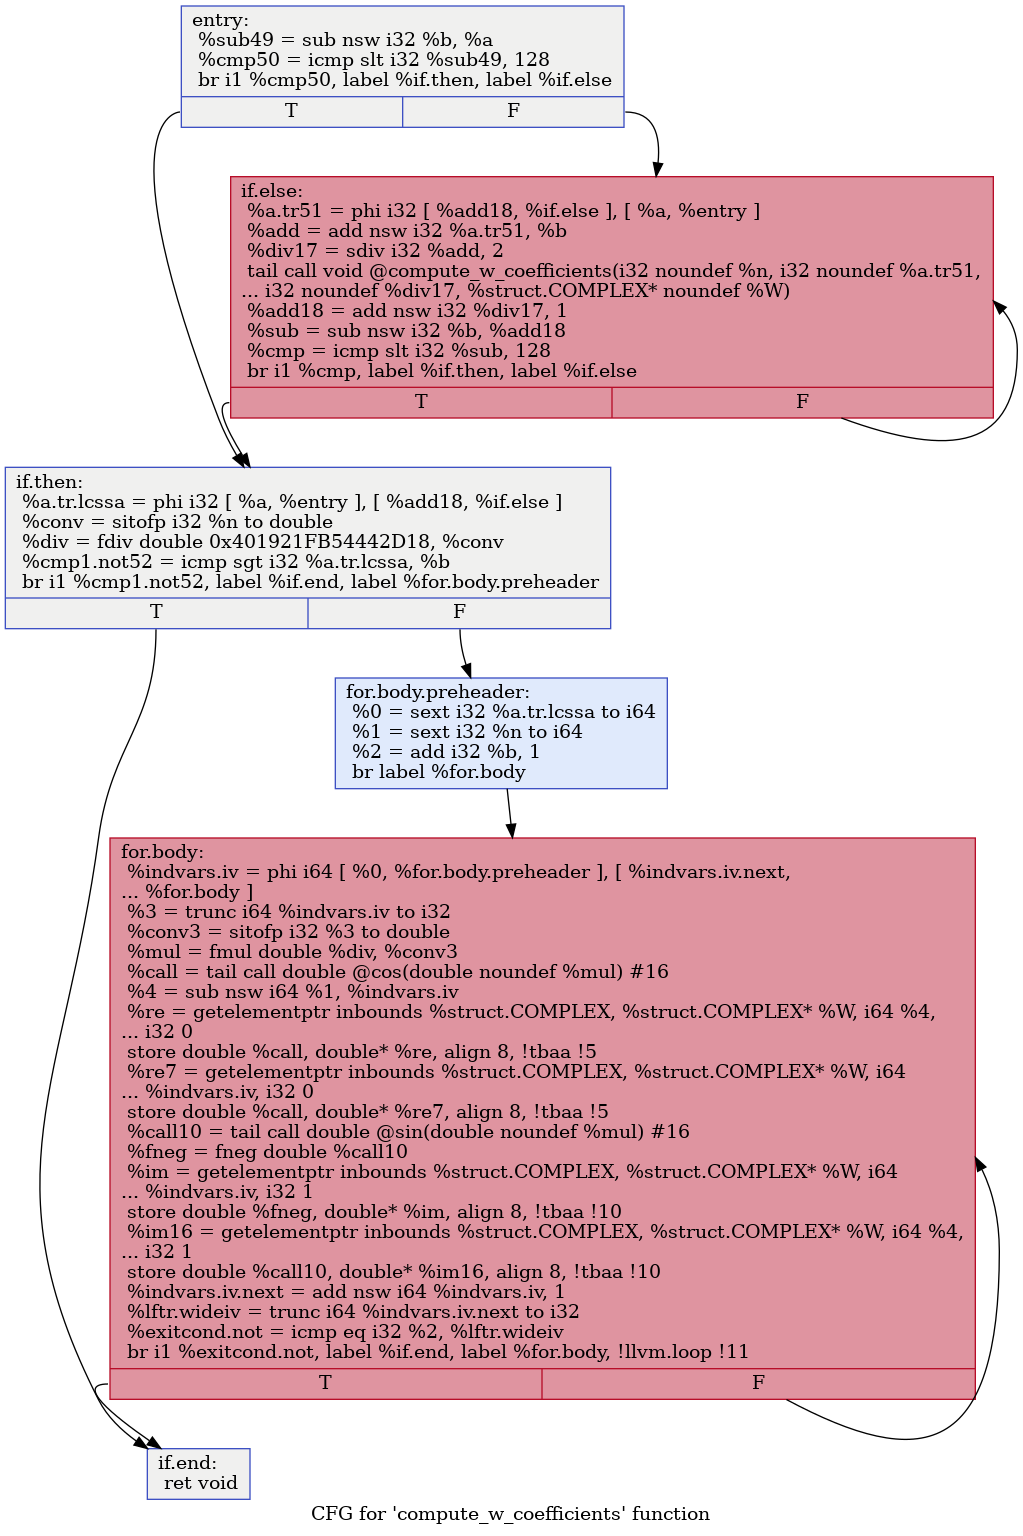 entry:
%sub49 = sub nsw i32 %b, %a
%cmp50 = icmp slt i32 %sub49, 128
br i1 %cmp50, label %if.then, label %if.else
T F
if.else:
%a.tr51 = phi i32 [ %add18, %if.else ], [ %a, %entry ]
%add = add nsw i32 %a.tr51, %b
%div17 = sdiv i32 %add, 2
tail call void @compute_w_coefficients(i32 noundef %n, i32 noundef %a.tr51,
... i32 noundef %div17, %struct.COMPLEX* noundef %W)
%add18 = add nsw i32 %div17, 1
%sub = sub nsw i32 %b, %add18
%cmp = icmp slt i32 %sub, 128
br i1 %cmp, label %if.then, label %if.else
T F
if.then:
%a.tr.lcssa = phi i32 [ %a, %entry ], [ %add18, %if.else ]
%conv = sitofp i32 %n to double
%div = fdiv double 0x401921FB54442D18, %conv
%cmp1.not52 = icmp sgt i32 %a.tr.lcssa, %b
br i1 %cmp1.not52, label %if.end, label %for.body.preheader
T F
for.body.preheader:
%0 = sext i32 %a.tr.lcssa to i64
%1 = sext i32 %n to i64
%2 = add i32 %b, 1
br label %for.body
for.body:
%indvars.iv = phi i64 [ %0, %for.body.preheader ], [ %indvars.iv.next,
... %for.body ]
%3 = trunc i64 %indvars.iv to i32
%conv3 = sitofp i32 %3 to double
%mul = fmul double %div, %conv3
%call = tail call double @cos(double noundef %mul) #16
%4 = sub nsw i64 %1, %indvars.iv
%re = getelementptr inbounds %struct.COMPLEX, %struct.COMPLEX* %W, i64 %4,
... i32 0
store double %call, double* %re, align 8, !tbaa !5
%re7 = getelementptr inbounds %struct.COMPLEX, %struct.COMPLEX* %W, i64
... %indvars.iv, i32 0
store double %call, double* %re7, align 8, !tbaa !5
%call10 = tail call double @sin(double noundef %mul) #16
%fneg = fneg double %call10
%im = getelementptr inbounds %struct.COMPLEX, %struct.COMPLEX* %W, i64
... %indvars.iv, i32 1
store double %fneg, double* %im, align 8, !tbaa !10
%im16 = getelementptr inbounds %struct.COMPLEX, %struct.COMPLEX* %W, i64 %4,
... i32 1
store double %call10, double* %im16, align 8, !tbaa !10
%indvars.iv.next = add nsw i64 %indvars.iv, 1
%lftr.wideiv = trunc i64 %indvars.iv.next to i32
%exitcond.not = icmp eq i32 %2, %lftr.wideiv
br i1 %exitcond.not, label %if.end, label %for.body, !llvm.loop !11
T F
if.end:
ret void
CFG for 'compute_w_coefficients' function